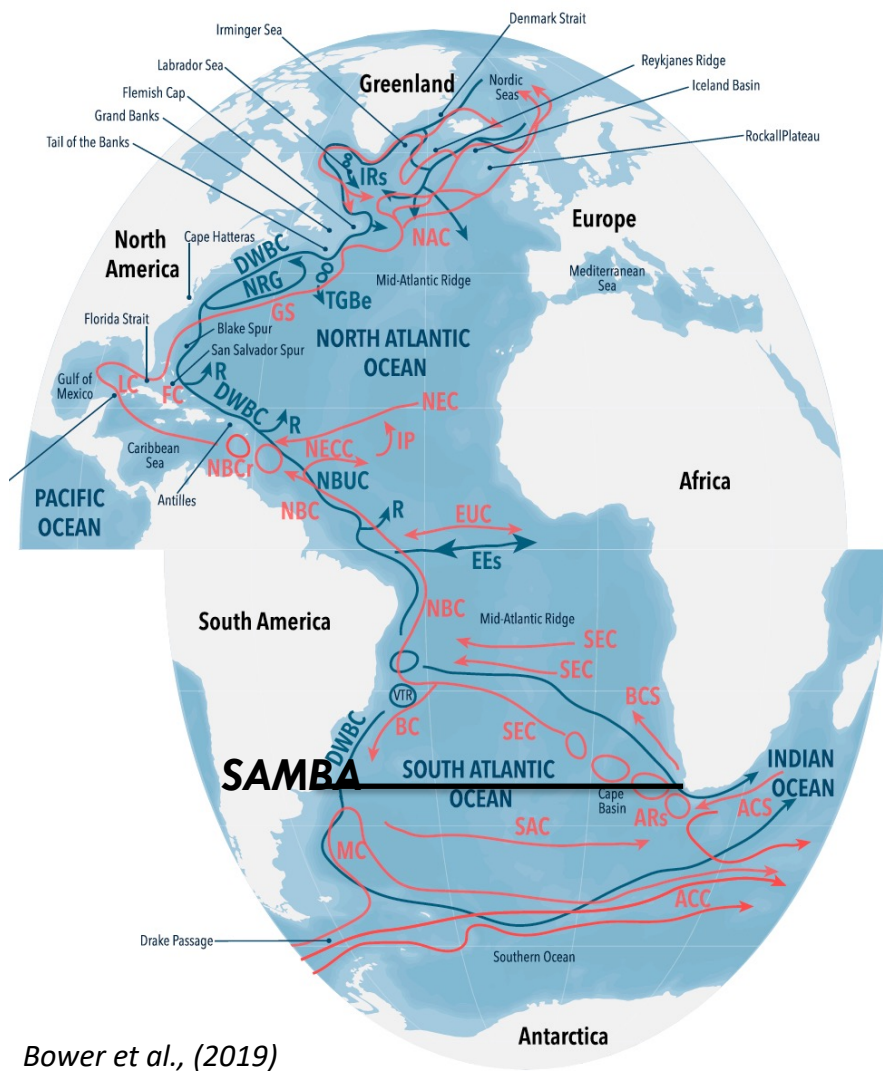 Denmark Strait
Irminger Sea
Reykjanes Ridge
Labrador Sea
Greenland
Nordic
Seas
Iceland Basin
Flemish Cap
Grand Banks
RockallPlateau
Tail of the Banks
IRs
Europe
North
America
Cape Hatteras
NAC
DWBC
Mediterranean
Sea
NRG
Mid-Atlantic Ridge
TGBe
Florida Strait
GS
Blake Spur
NORTH ATLANTIC
OCEAN
San Salvador Spur
Gulf of
Mexico
LC
FC
R
DWBC
NEC
R
NECC
IP
Caribbean
Sea
NBCr
NBUC
Africa
PACIFIC
OCEAN
Antilles
NBC
R
EUC
EEs
NBC
South America
Mid-Atlantic Ridge
SEC
SEC
VTR
BCS
BC
DWBC
SEC
SAMBA
SOUTH ATLANTIC
OCEAN
INDIAN
OCEAN
Cape
Basin
ARs
ACS
SAC
MC
ACC
Drake Passage
Southern Ocean
Antarctica
Bower et al., (2019)